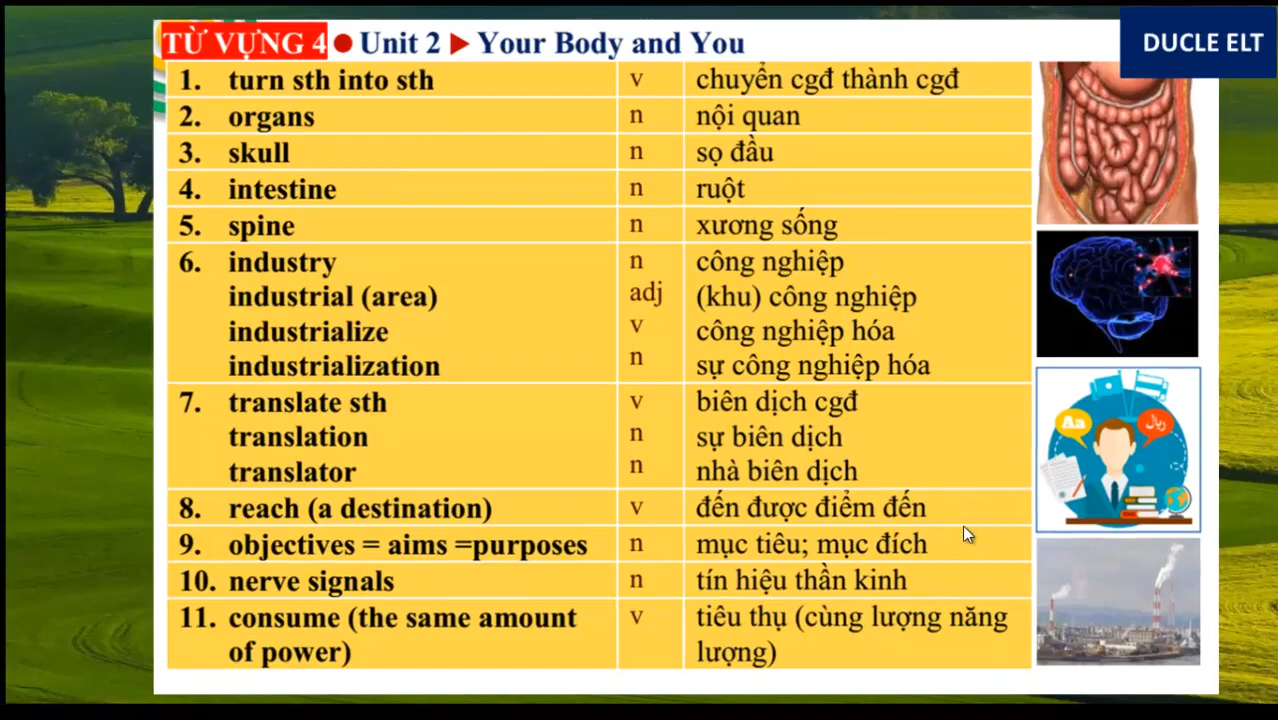 TỪ VỰNG 4 ● Unit 2 ▶ Your Body and You
DUCLE ELT
1. turn sth into sth v chuyển cgđ thành cgđ
2. organs n nội quan
3. skull n sọ đầu
4. intestine n ruột
5. spine n xương sống
6. industry n công nghiệp
industrial (area) adj (khu) công nghiệp
industrialize v công nghiệp hóa
industrialization n sự công nghiệp hóa
7. translate sth v biên dịch cgđ
translation n sự biên dịch
translator n nhà biên dịch
8. reach (a destination) v đến được điểm đến
9. objectives = aims =purposes n mục tiêu; mục đích
10. nerve signals n tín hiệu thần kinh
11. consume (the same amount v tiêu thụ (cùng lượng năng
of power) lượng)
Aa
ریال